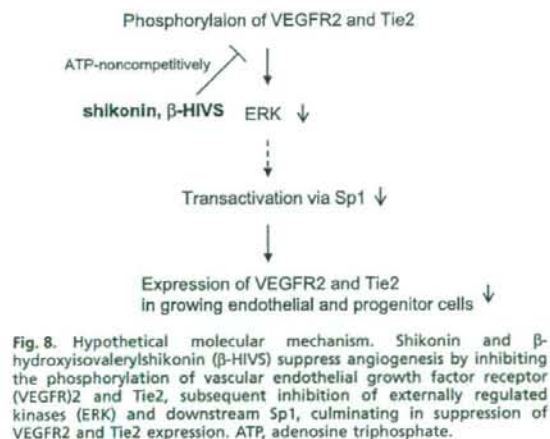 Phosphorylaion of VEGFR2 and Tie2
ATP-noncompetitively
shikonin, β-HIVS
ERK ↓
Transactivation via Sp1 ↓
Expression of VEGFR2 and Tie2
in growing endothelial and progenitor cells ↓
Fig. 8. Hypothetical molecular mechanism. Shikonin and β-
hydroxyisovalerylshikonin (β-HIVS) suppress angiogenesis by inhibiting
the phosphorylation of vascular endothelial growth factor receptor
(VEGFR)2 and Tie2, subsequent inhibition of externally regulated
kinases (ERK) and downstream Sp1, culminating in suppression of
VEGFR2 and Tie2 expression. ATP, adenosine triphosphate.